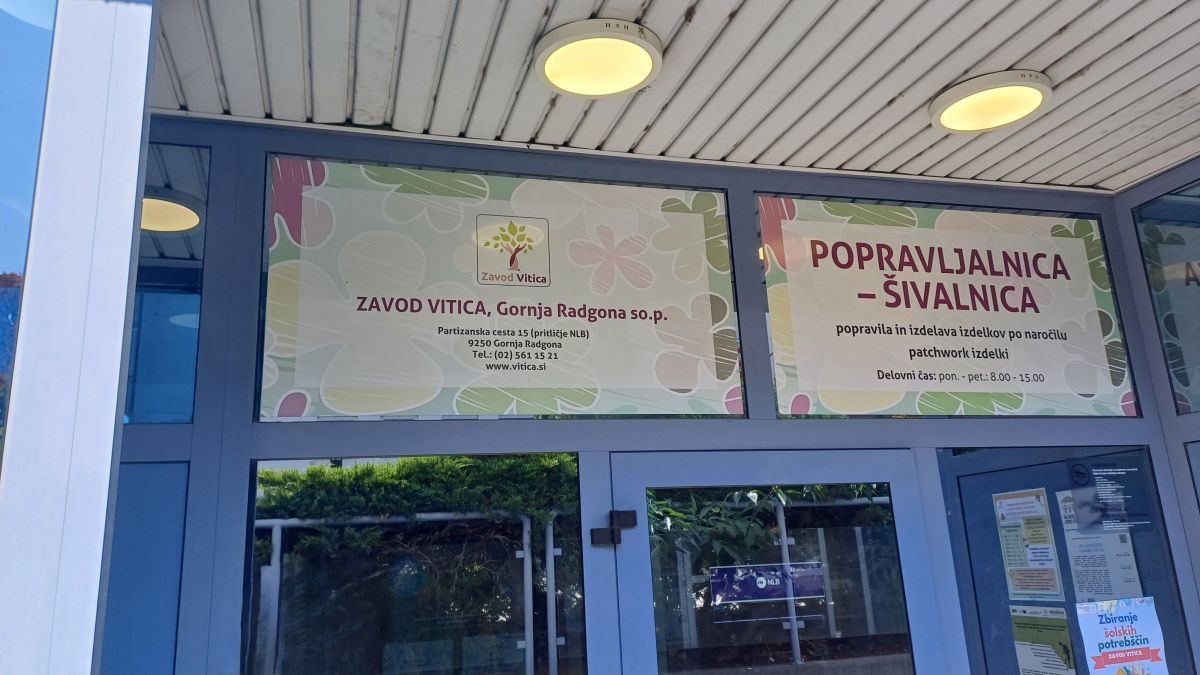 Zavod Vitica
ZAVOD VITICA, Gornja Radgona so.p.
Partizanska cesta 15 (pritličje NLB)
9250 Gornja Radgona
Tel.: (02) 561 15 21
www.vitica.si
POPRAVLJALNICA
– ŠIVALNICA
popravila in izdelava izdelkov po naročilu
patchwork izdelki
Delovni čas: pon. - pet.: 8.00 - 15.00
NLB
Zbiranje
šolskih
potrebščin
ZAVOD VITICA